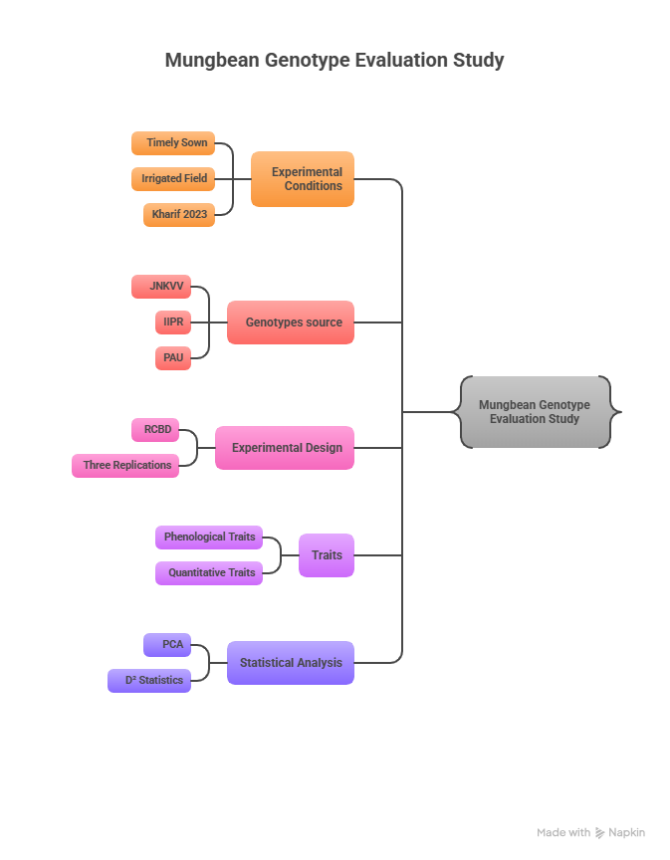 Mungbean Genotype Evaluation Study
Timely Sown
Irrigated Field
Kharif 2023
Experimental
Conditions
JNKVV
IIPR
PAU
Genotypes source
RCBD
Three Replications
Experimental Design
Phenological Traits
Quantitative Traits
Traits
PCA
D² Statistics
Statistical Analysis
Mungbean Genotype
Evaluation Study
Made with Napkin